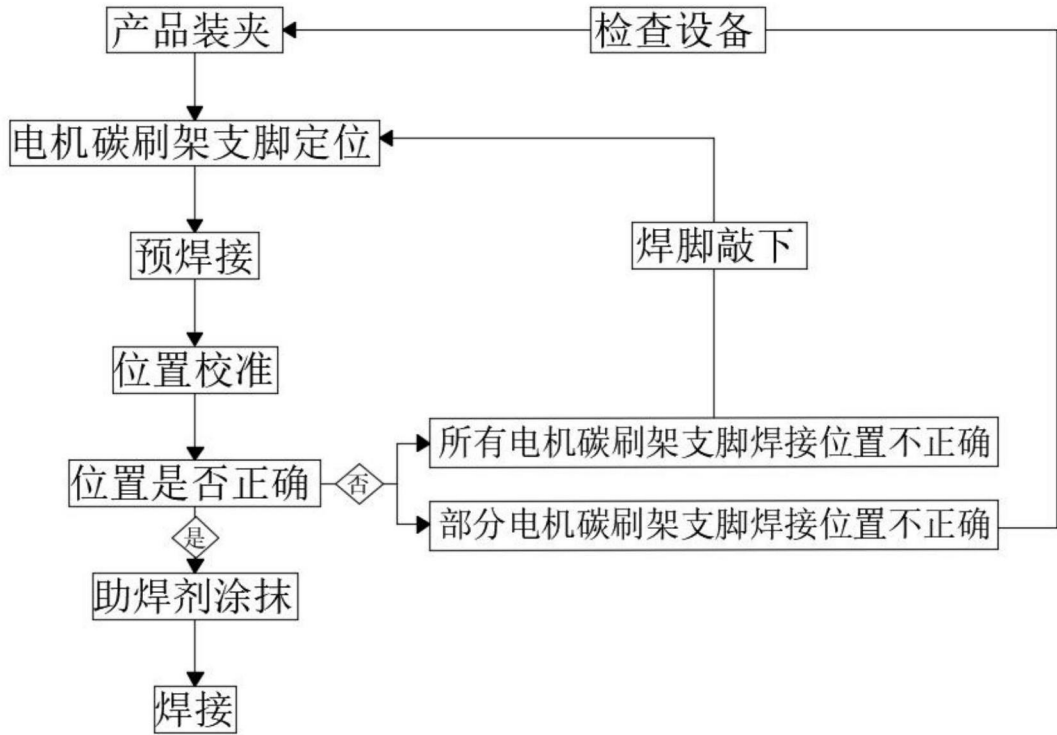 产品装夹
检查设备
电机碳刷架支脚定位
预焊接
焊脚敲下
位置校准
所有电机碳刷架支脚焊接位置不正确
位置是否正确
否
部分电机碳刷架支脚焊接位置不正确
是
助焊剂涂抹
焊接